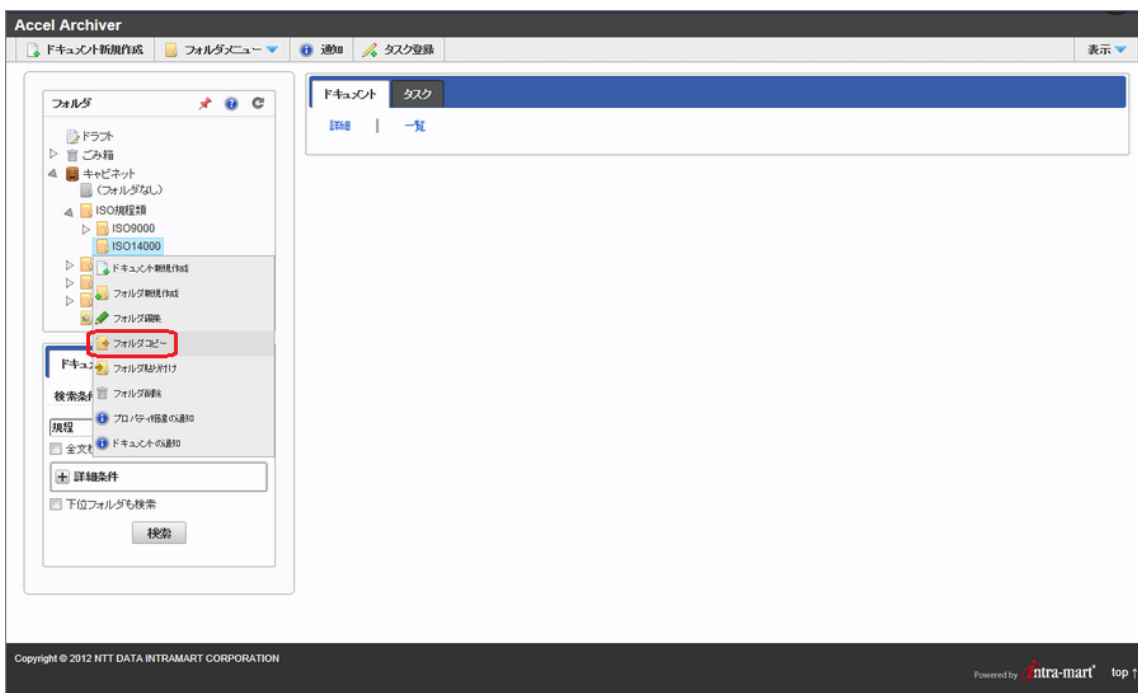 Accel Archiver
ドキュメント新規作成 フォルダメニュー 通知 タスク登録 表示
フォルダ
ドラフト
ごみ箱
キャビネット
(フォルダなし)
ISO規程類
ISO9000
ISO14000
ドキュメント新規作成
フォルダ新規作成
フォルダ編集
フォルダコピー
フォルダ貼り付け
フォルダ削除
プロパティ権限の通知
ドキュメントの通知
ドキュ
検索条件
規程
全文検
詳細条件
下位フォルダも検索
検索
ドキュメント タスク
詳細 | 一覧
Copyright © 2012 NTT DATA INTRAMART CORPORATION
Powered by intra-mart top ↑